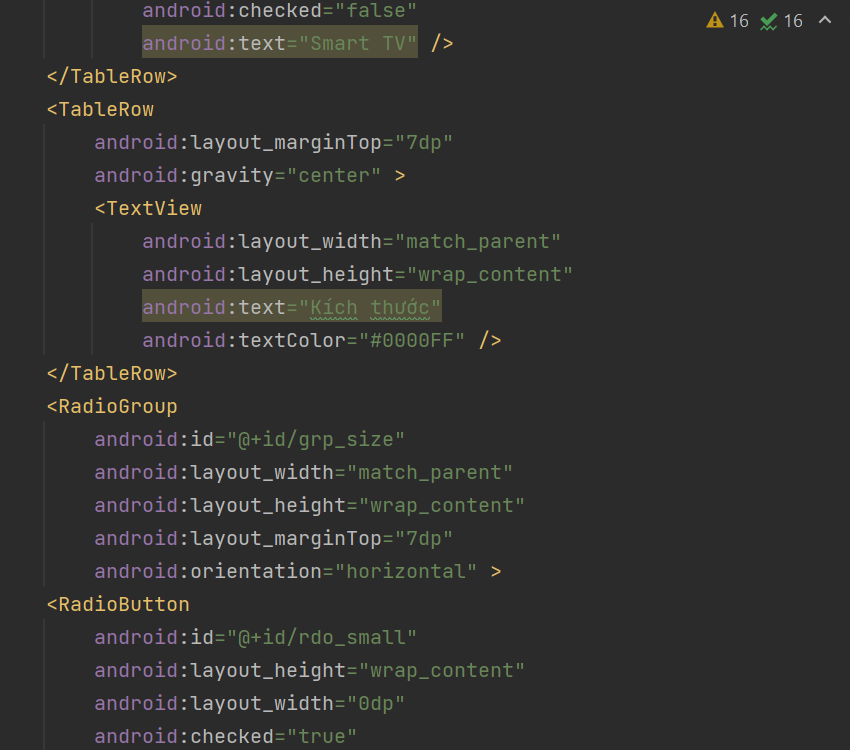 android:checked="false"
16 16
android:text="Smart TV" />
</TableRow>
<TableRow
android:layout_marginTop="7dp"
android:gravity="center" >
<TextView
android:layout_width="match_parent"
android:layout_height="wrap_content"
android:text="Kích thước"
android:textColor="#0000FF" />
</TableRow>
<RadioGroup
android:id="@+id/grp_size"
android:layout_width="match_parent"
android:layout_height="wrap_content"
android:layout_marginTop="7dp"
android:orientation="horizontal" >
<RadioButton
android:id="@+id/rdo_small"
android:layout_height="wrap_content"
android:layout_width="0dp"
android:checked="true"